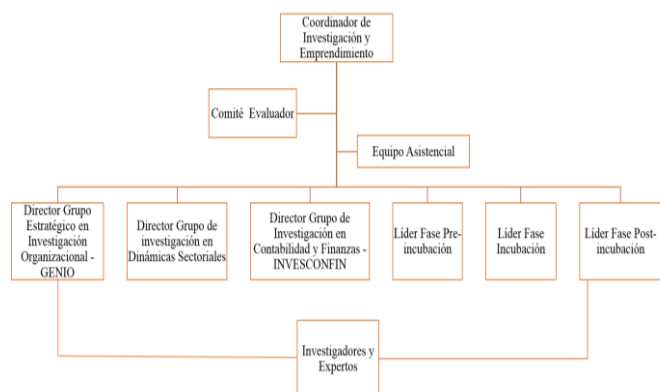 Coordinador de
Investigación y
Emprendimiento
Comité Evaluador
Equipo Asistencial
Director Grupo
Estratégico en
Investigación
Organizacional -
GENIO
Director Grupo de
investigación en
Dinámicas Sectoriales
Director Grupo de
Investigación en
Contabilidad y Finanzas -
INVESCONFIN
Líder Fase Pre-
incubación
Líder Fase
Incubación
Líder Fase Post-
incubación
Investigadores y
Expertos